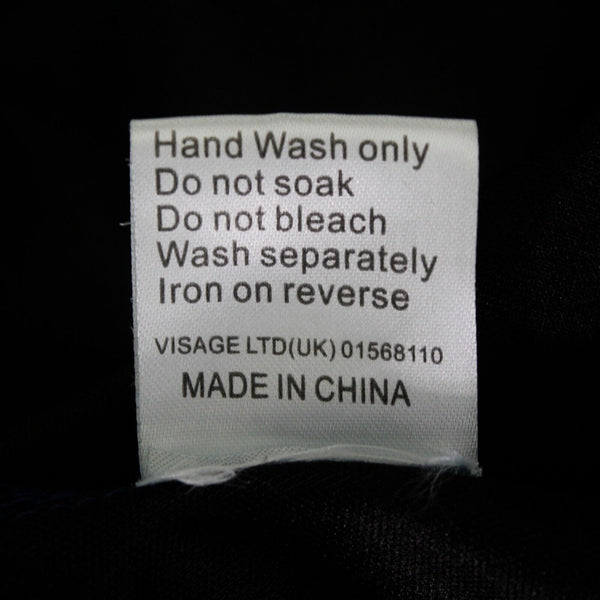 Hand Wash only
Do not soak
Do not bleach
Wash separately
Iron on reverse
VISAGE LTD(UK) 01568110
MADE IN CHINA